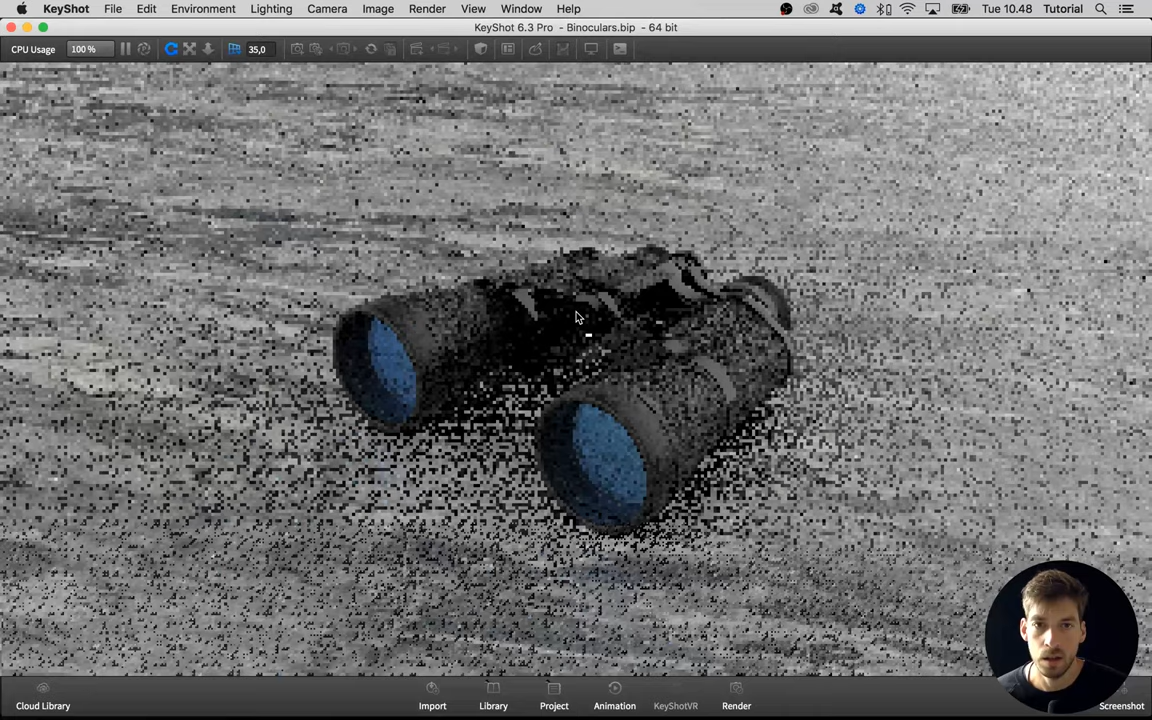 KeyShot File Edit Environment Lighting Camera Image Render View Window Help Tue 10.48 Tutorial
KeyShot 6.3 Pro - Binoculars.bip - 64 bit
CPU Usage 100 % 35,0
Cloud Library Import Library Project Animation KeyShotVR Render Screenshot